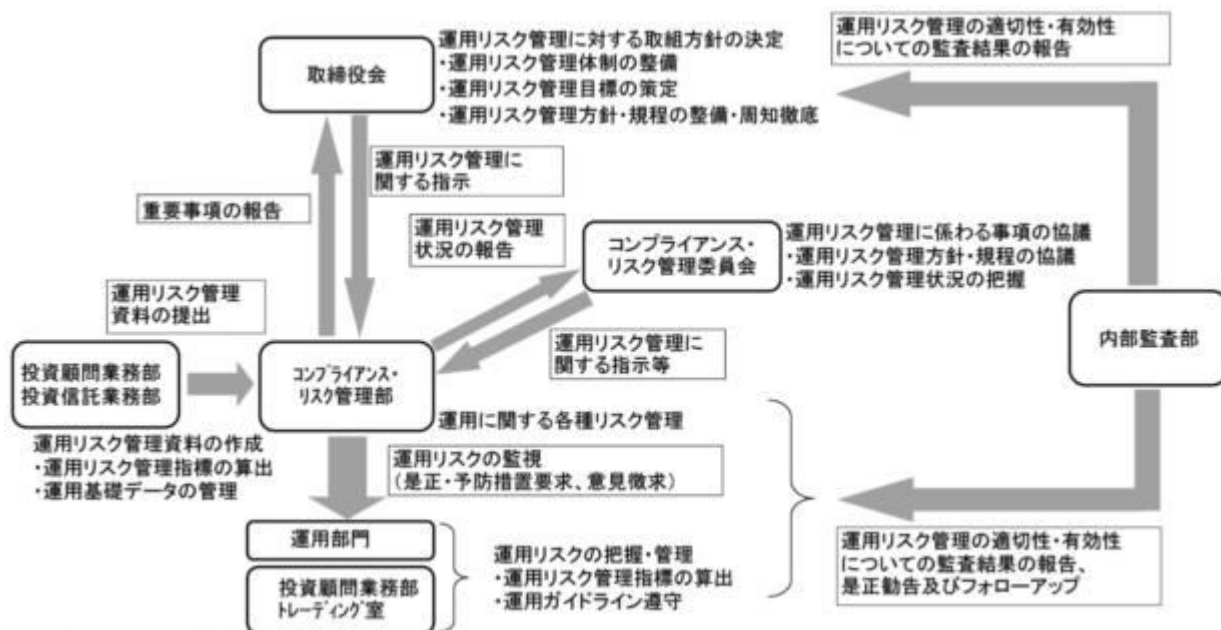 取締役会
運用リスク管理に対する取組方針の決定
・運用リスク管理体制の整備
・運用リスク管理目標の策定
・運用リスク管理方針・規程の整備・周知徹底
運用リスク管理の適切性・有効性
についての監査結果の報告
運用リスク管理に
関する指示
重要事項の報告
運用リスク管理
状況の報告
コンプライアンス・
リスク管理委員会
運用リスク管理に係わる事項の協議
・運用リスク管理方針・規程の協議
・運用リスク管理状況の把握
運用リスク管理
資料の提出
運用リスク管理に
関する指示等
内部監査部
投資顧問業務部
投資信託業務部
コンプライアンス・
リスク管理部
運用に関する各種リスク管理
運用リスク管理資料の作成
・運用リスク管理指標の算出
・運用基礎データの管理
運用リスクの監視
(是正・予防措置要求、意見徴求)
運用部門
投資顧問業務部
トレーディング室
運用リスクの把握・管理
・運用リスク管理指標の算出
・運用ガイドライン遵守
運用リスク管理の適切性・有効性
についての監査結果の報告、
是正勧告及びフォローアップ